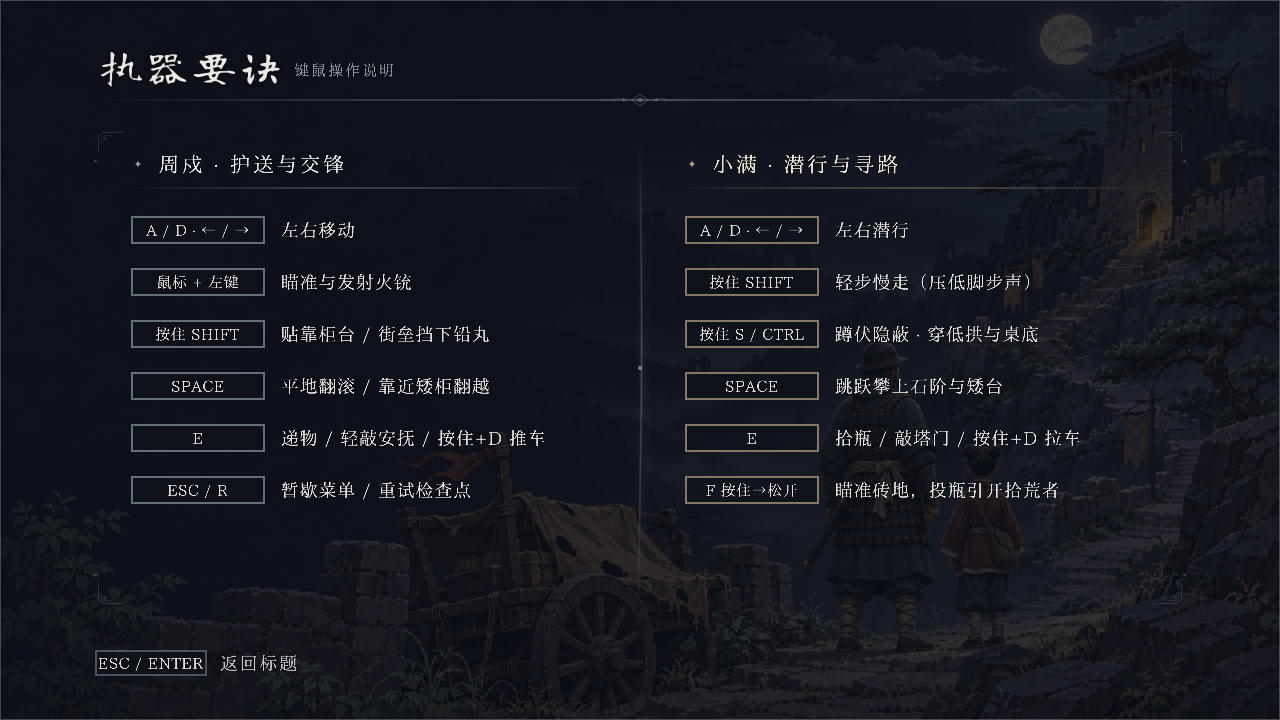 执器要诀 键鼠操作说明
周戍 · 护送与交锋
A / D · ← / → 左右移动
鼠标 + 左键 瞄准与发射火铳
按住 SHIFT 贴靠柜台 / 街垒挡下铅丸
SPACE 平地翻滚 / 靠近矮柜翻越
E 递物 / 轻敲安抚 / 按住+D 推车
ESC / R 暂歇菜单 / 重试检查点
小满 · 潜行与寻路
A / D · ← / → 左右潜行
按住 SHIFT 轻步慢走（压低脚步声）
按住 S / CTRL 蹲伏隐蔽 · 穿低拱与桌底
SPACE 跳跃攀上石阶与矮台
E 拾瓶 / 敲塔门 / 按住+D 拉车
F 按住→松开 瞄准砖地，投瓶引开拾荒者
ESC / ENTER 返回标题